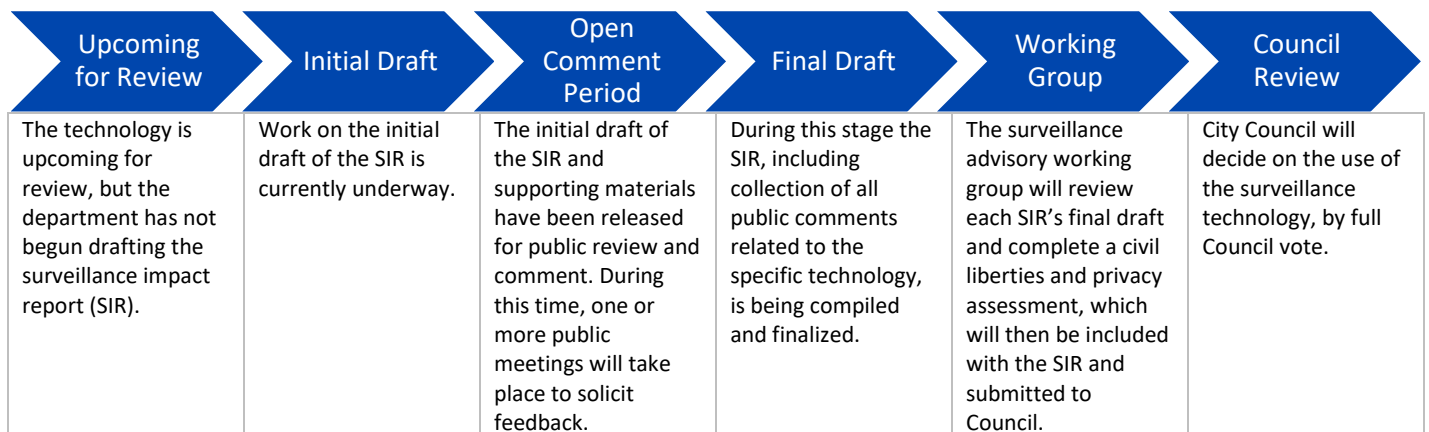 Upcoming
for Review
Initial Draft
Open
Comment
Period
Final Draft
Working
Group
Council
Review
The technology is
upcoming for
review, but the
department has not
begun drafting the
surveillance impact
report (SIR).
Work on the initial
draft of the SIR is
currently underway.
The initial draft of
the SIR and
supporting materials
have been released
for public review and
comment. During
this time, one or
more public
meetings will take
place to solicit
feedback.
During this stage the
SIR, including
collection of all
public comments
related to the
specific technology,
is being compiled
and finalized.
The surveillance
advisory working
group will review
each SIR’s final draft
and complete a civil
liberties and privacy
assessment, which
will then be included
with the SIR and
submitted to
Council.
City Council will
decide on the use of
the surveillance
technology, by full
Council vote.